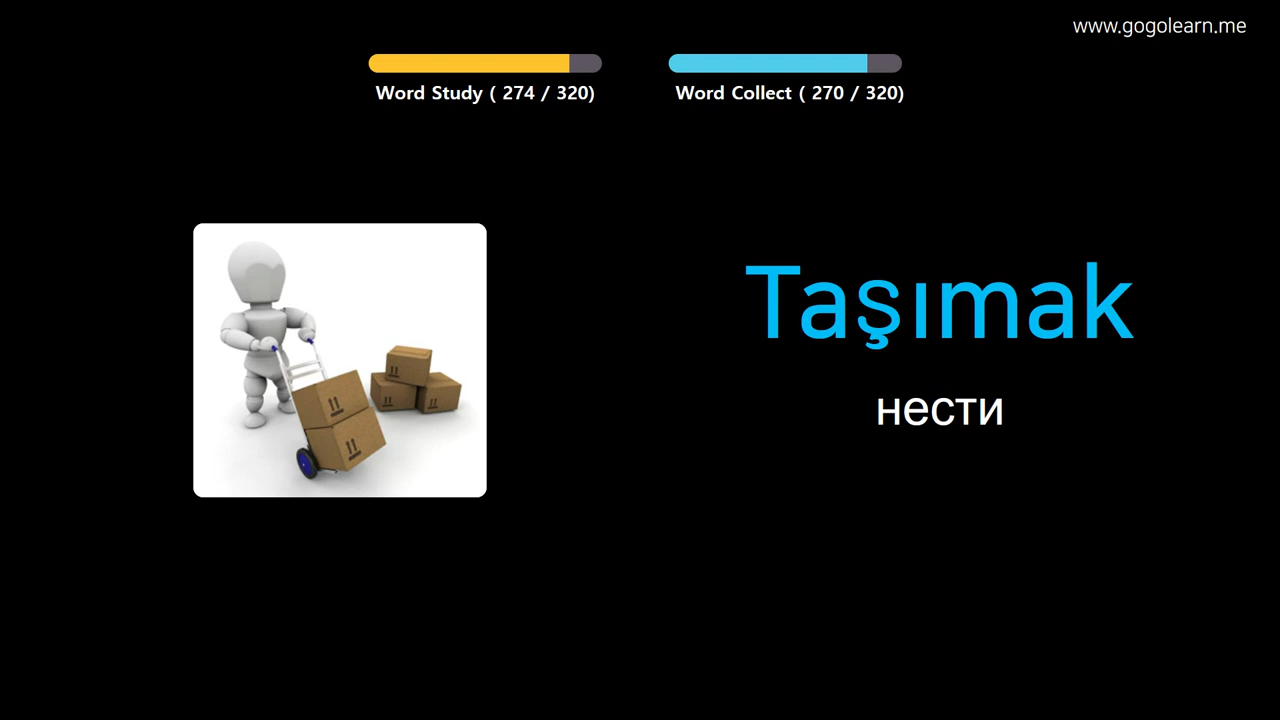 www.gogolearn.me
Word Study ( 274 / 320)
Word Collect ( 270 / 320)
Taşımak
нести